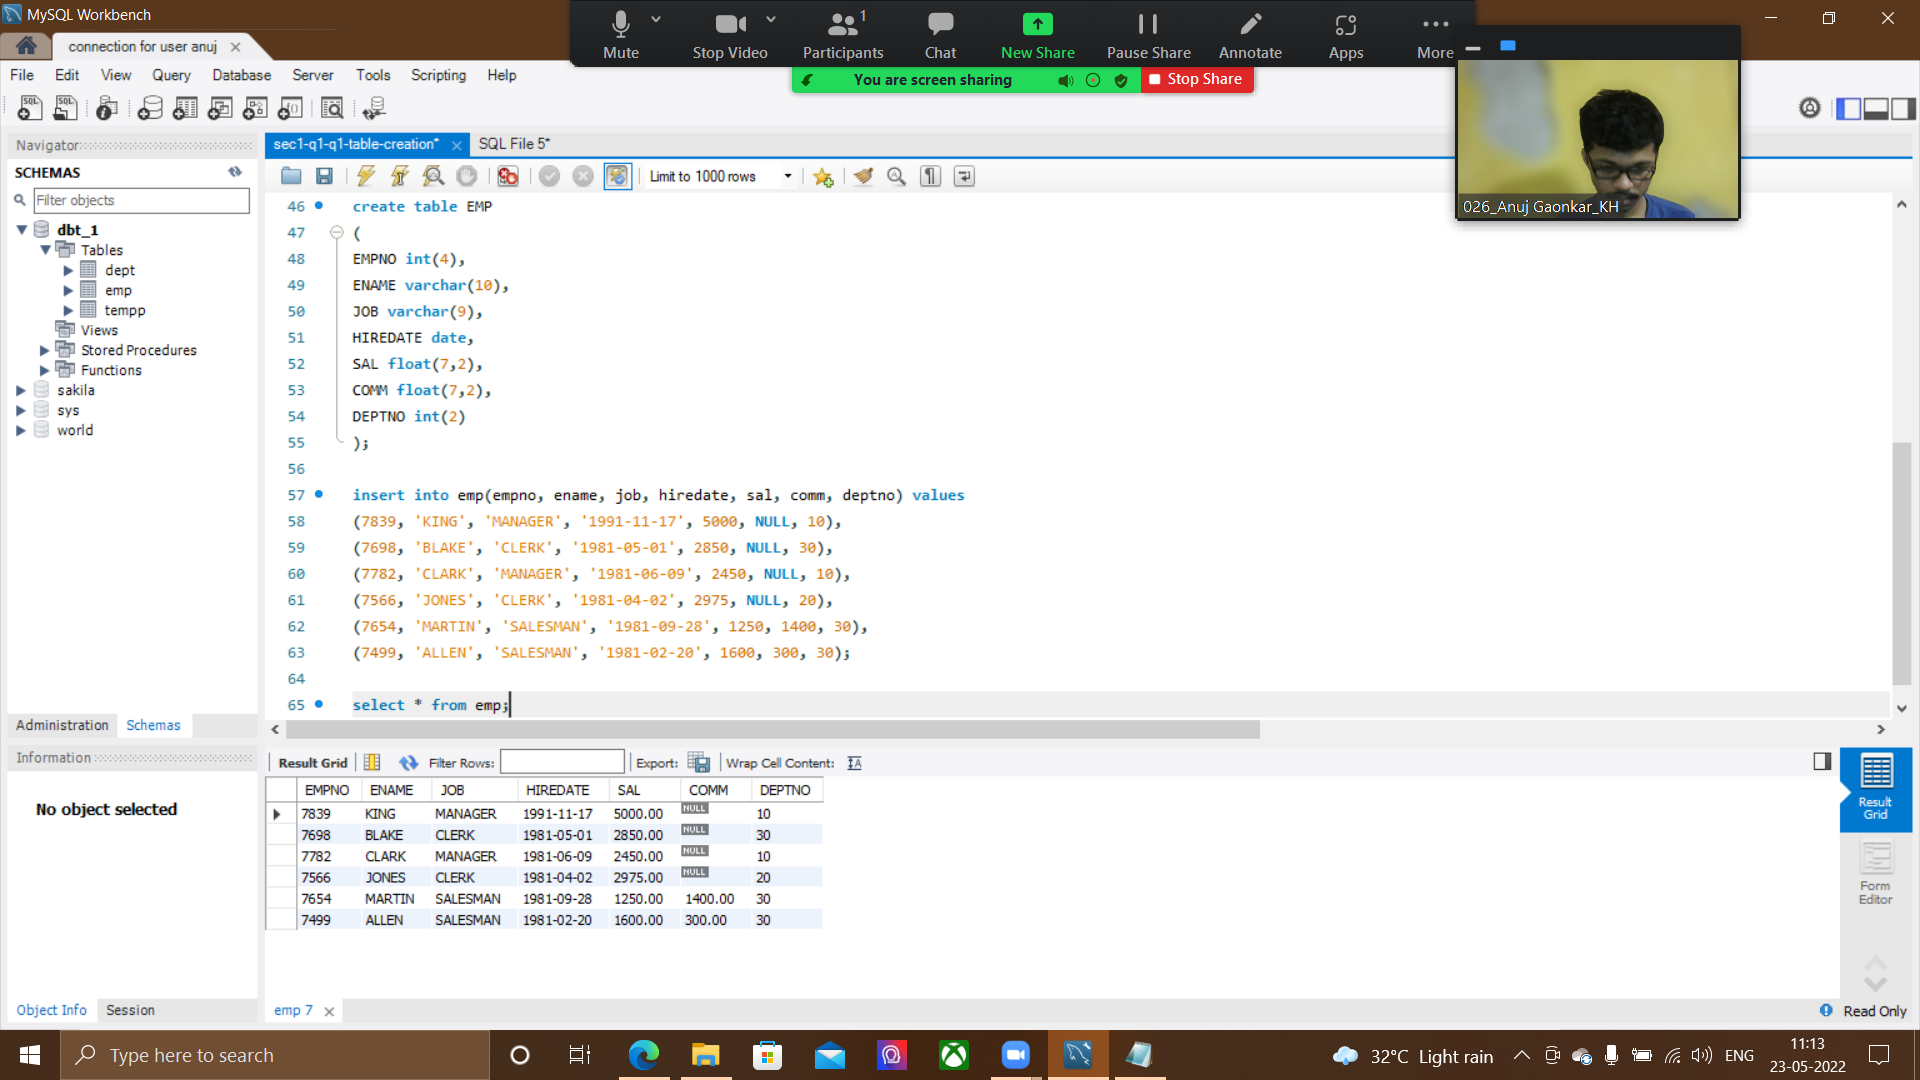 MySQL Workbench
connection for user anuj
Mute
Stop Video
1
Participants
Chat
New Share
Pause Share
Annotate
Apps
More
You are screen sharing
Stop Share
File Edit View Query Database Server Tools Scripting Help
026_Anuj Gaonkar_KH
Navigator
SCHEMAS
Filter objects
dbt_1
Tables
dept
emp
tempp
Views
Stored Procedures
Functions
sakila
sys
world
Administration Schemas
Information
No object selected
Object Info Session
sec1-q1-q1-table-creation*
SQL File 5*
Limit to 1000 rows
46 create table EMP
47 (
48 EMPNO int(4),
49 ENAME varchar(10),
50 JOB varchar(9),
51 HIREDATE date,
52 SAL float(7,2),
53 COMM float(7,2),
54 DEPTNO int(2)
55 );
56
57 insert into emp(empno, ename, job, hiredate, sal, comm, deptno) values
58 (7839, 'KING', 'MANAGER', '1991-11-17', 5000, NULL, 10),
59 (7698, 'BLAKE', 'CLERK', '1981-05-01', 2850, NULL, 30),
60 (7782, 'CLARK', 'MANAGER', '1981-06-09', 2450, NULL, 10),
61 (7566, 'JONES', 'CLERK', '1981-04-02', 2975, NULL, 20),
62 (7654, 'MARTIN', 'SALESMAN', '1981-09-28', 1250, 1400, 30),
63 (7499, 'ALLEN', 'SALESMAN', '1981-02-20', 1600, 300, 30);
64
65 select * from emp;
Result Grid Filter Rows: Export: Wrap Cell Content:
EMPNO ENAME JOB HIREDATE SAL COMM DEPTNO
7839 KING MANAGER 1991-11-17 5000.00 NULL 10
7698 BLAKE CLERK 1981-05-01 2850.00 NULL 30
7782 CLARK MANAGER 1981-06-09 2450.00 NULL 10
7566 JONES CLERK 1981-04-02 2975.00 NULL 20
7654 MARTIN SALESMAN 1981-09-28 1250.00 1400.00 30
7499 ALLEN SALESMAN 1981-02-20 1600.00 300.00 30
Result
Grid
Form
Editor
emp 7
Read Only
Type here to search
32°C Light rain
ENG
11:13
23-05-2022